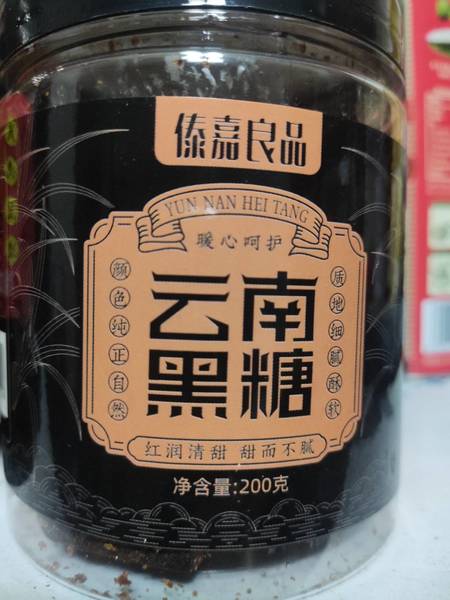 傣嘉良品
YUN NAN HEI TANG
暖心呵护
颜色纯正自然
云南
黑糖
质地细腻酥软
红润清甜 甜而不腻
净含量:200克